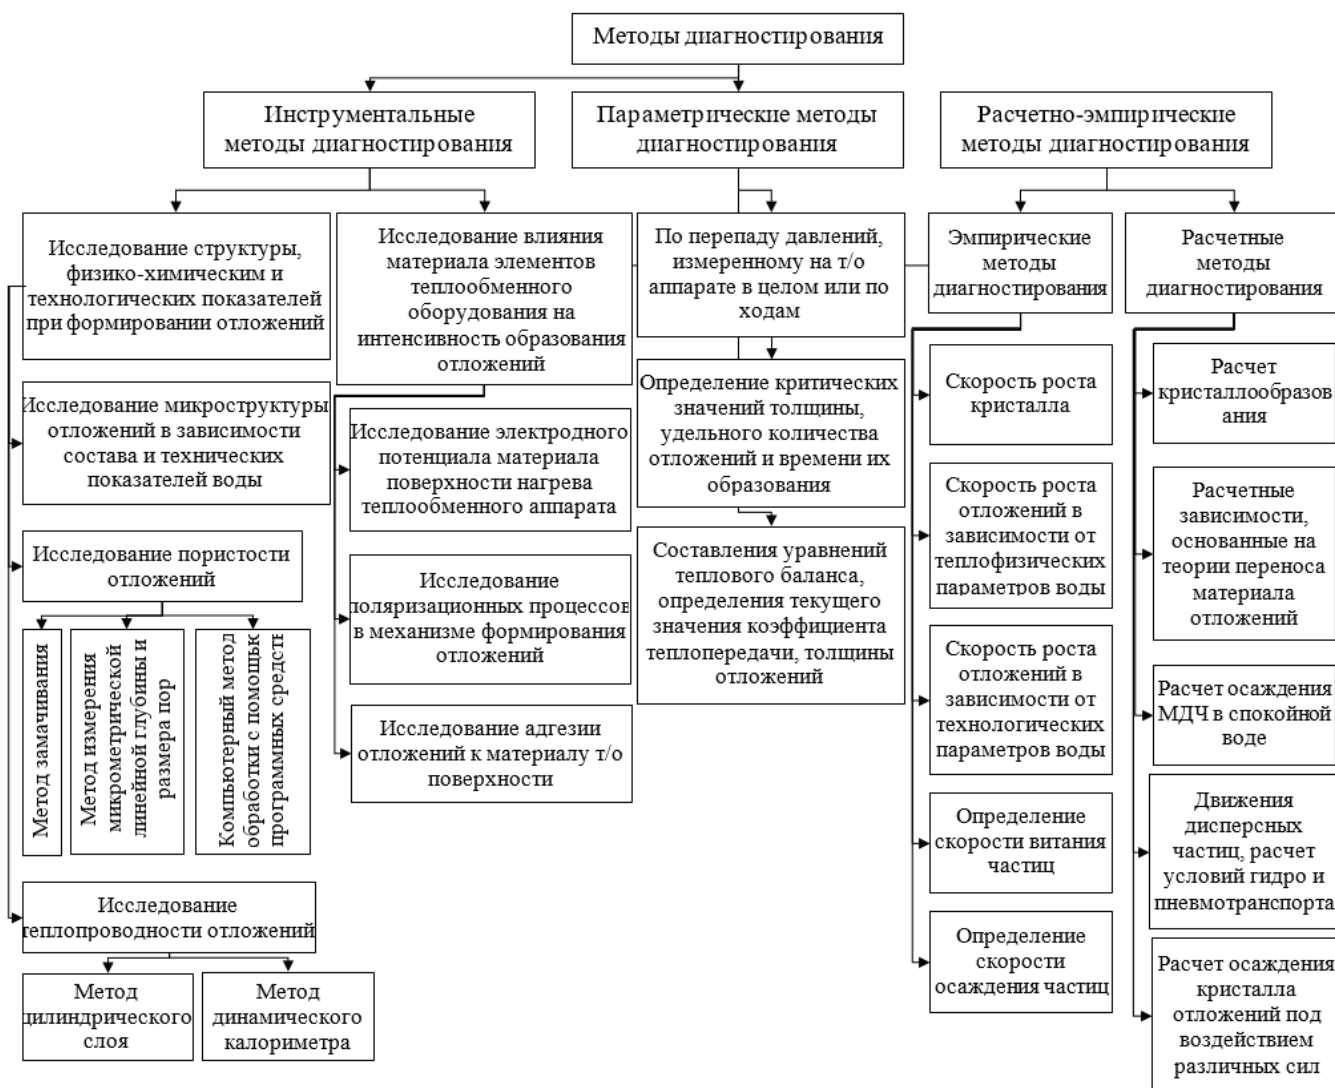 Методы диагностирования
Инструментальные
методы диагностирования
Параметрические методы
диагностирования
Расчетно-эмпирические
методы диагностирования
Исследование структуры,
физико-химическим и
технологических показателей
при формировании отложений
Исследование влияния
материала элементов
теплообменного
оборудования на
интенсивность образования
отложений
По перепаду давлений,
измеренному на т/о
аппарате в целом или по
ходам
Эмпирические
методы
диагностирования
Расчетные
методы
диагностирования
Исследование микроструктуры
отложений в зависимости
состава и технических
показателей воды
Исследование пористости
отложений
Метод замачивания
Метод измерения
микрометрической
линейной глубины и
размера пор
Компьютерный метод
обработки с помощью
программных средств
Исследование
теплопроводности отложений
Метод
цилиндрического
слоя
Метод
динамического
калориметра
Исследование электродного
потенциала материала
поверхности нагрева
теплообменного аппарата
Исследование
поляризационных процессов
в механизме формирования
отложений
Исследование адгезии
отложений к материалу т/о
поверхности
Определение критических
значений толщины,
удельного количества
отложений и времени их
образования
Составления уравнений
теплового баланса,
определения текущего
значения коэффициента
теплопередачи, толщины
отложений
Скорость роста
кристалла
Скорость роста
отложений в
зависимости от
теплофизических
параметров воды
Скорость роста
отложений в
зависимости от
технологических
параметров воды
Определение
скорости витания
частиц
Определение
скорости
осаждения частиц
Расчет
кристаллообразов
ания
Расчетные
зависимости,
основанные на
теории переноса
материала
отложений
Расчет осаждения
МДЧ в спокойной
воде
Движения
дисперсных
частиц, расчет
условий гидро и
пневмотранспорта
Расчет осаждения
кристалла
отложений под
воздействием
различных сил